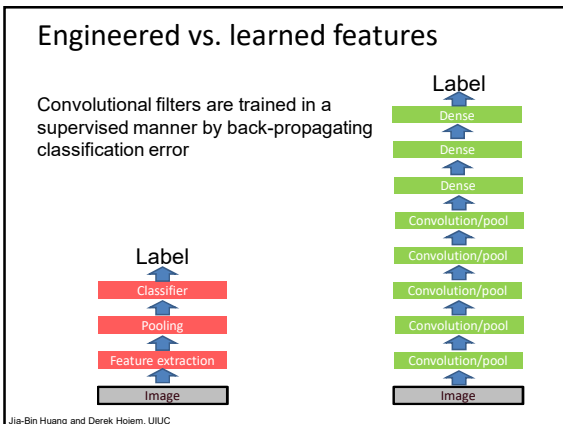 Engineered vs. learned features
Convolutional filters are trained in a
supervised manner by back-propagating
classification error
Label
Classifier
Pooling
Feature extraction
Image
Label
Dense
Dense
Dense
Convolution/pool
Convolution/pool
Convolution/pool
Convolution/pool
Convolution/pool
Image
Jia-Bin Huang and Derek Hoiem, UIUC